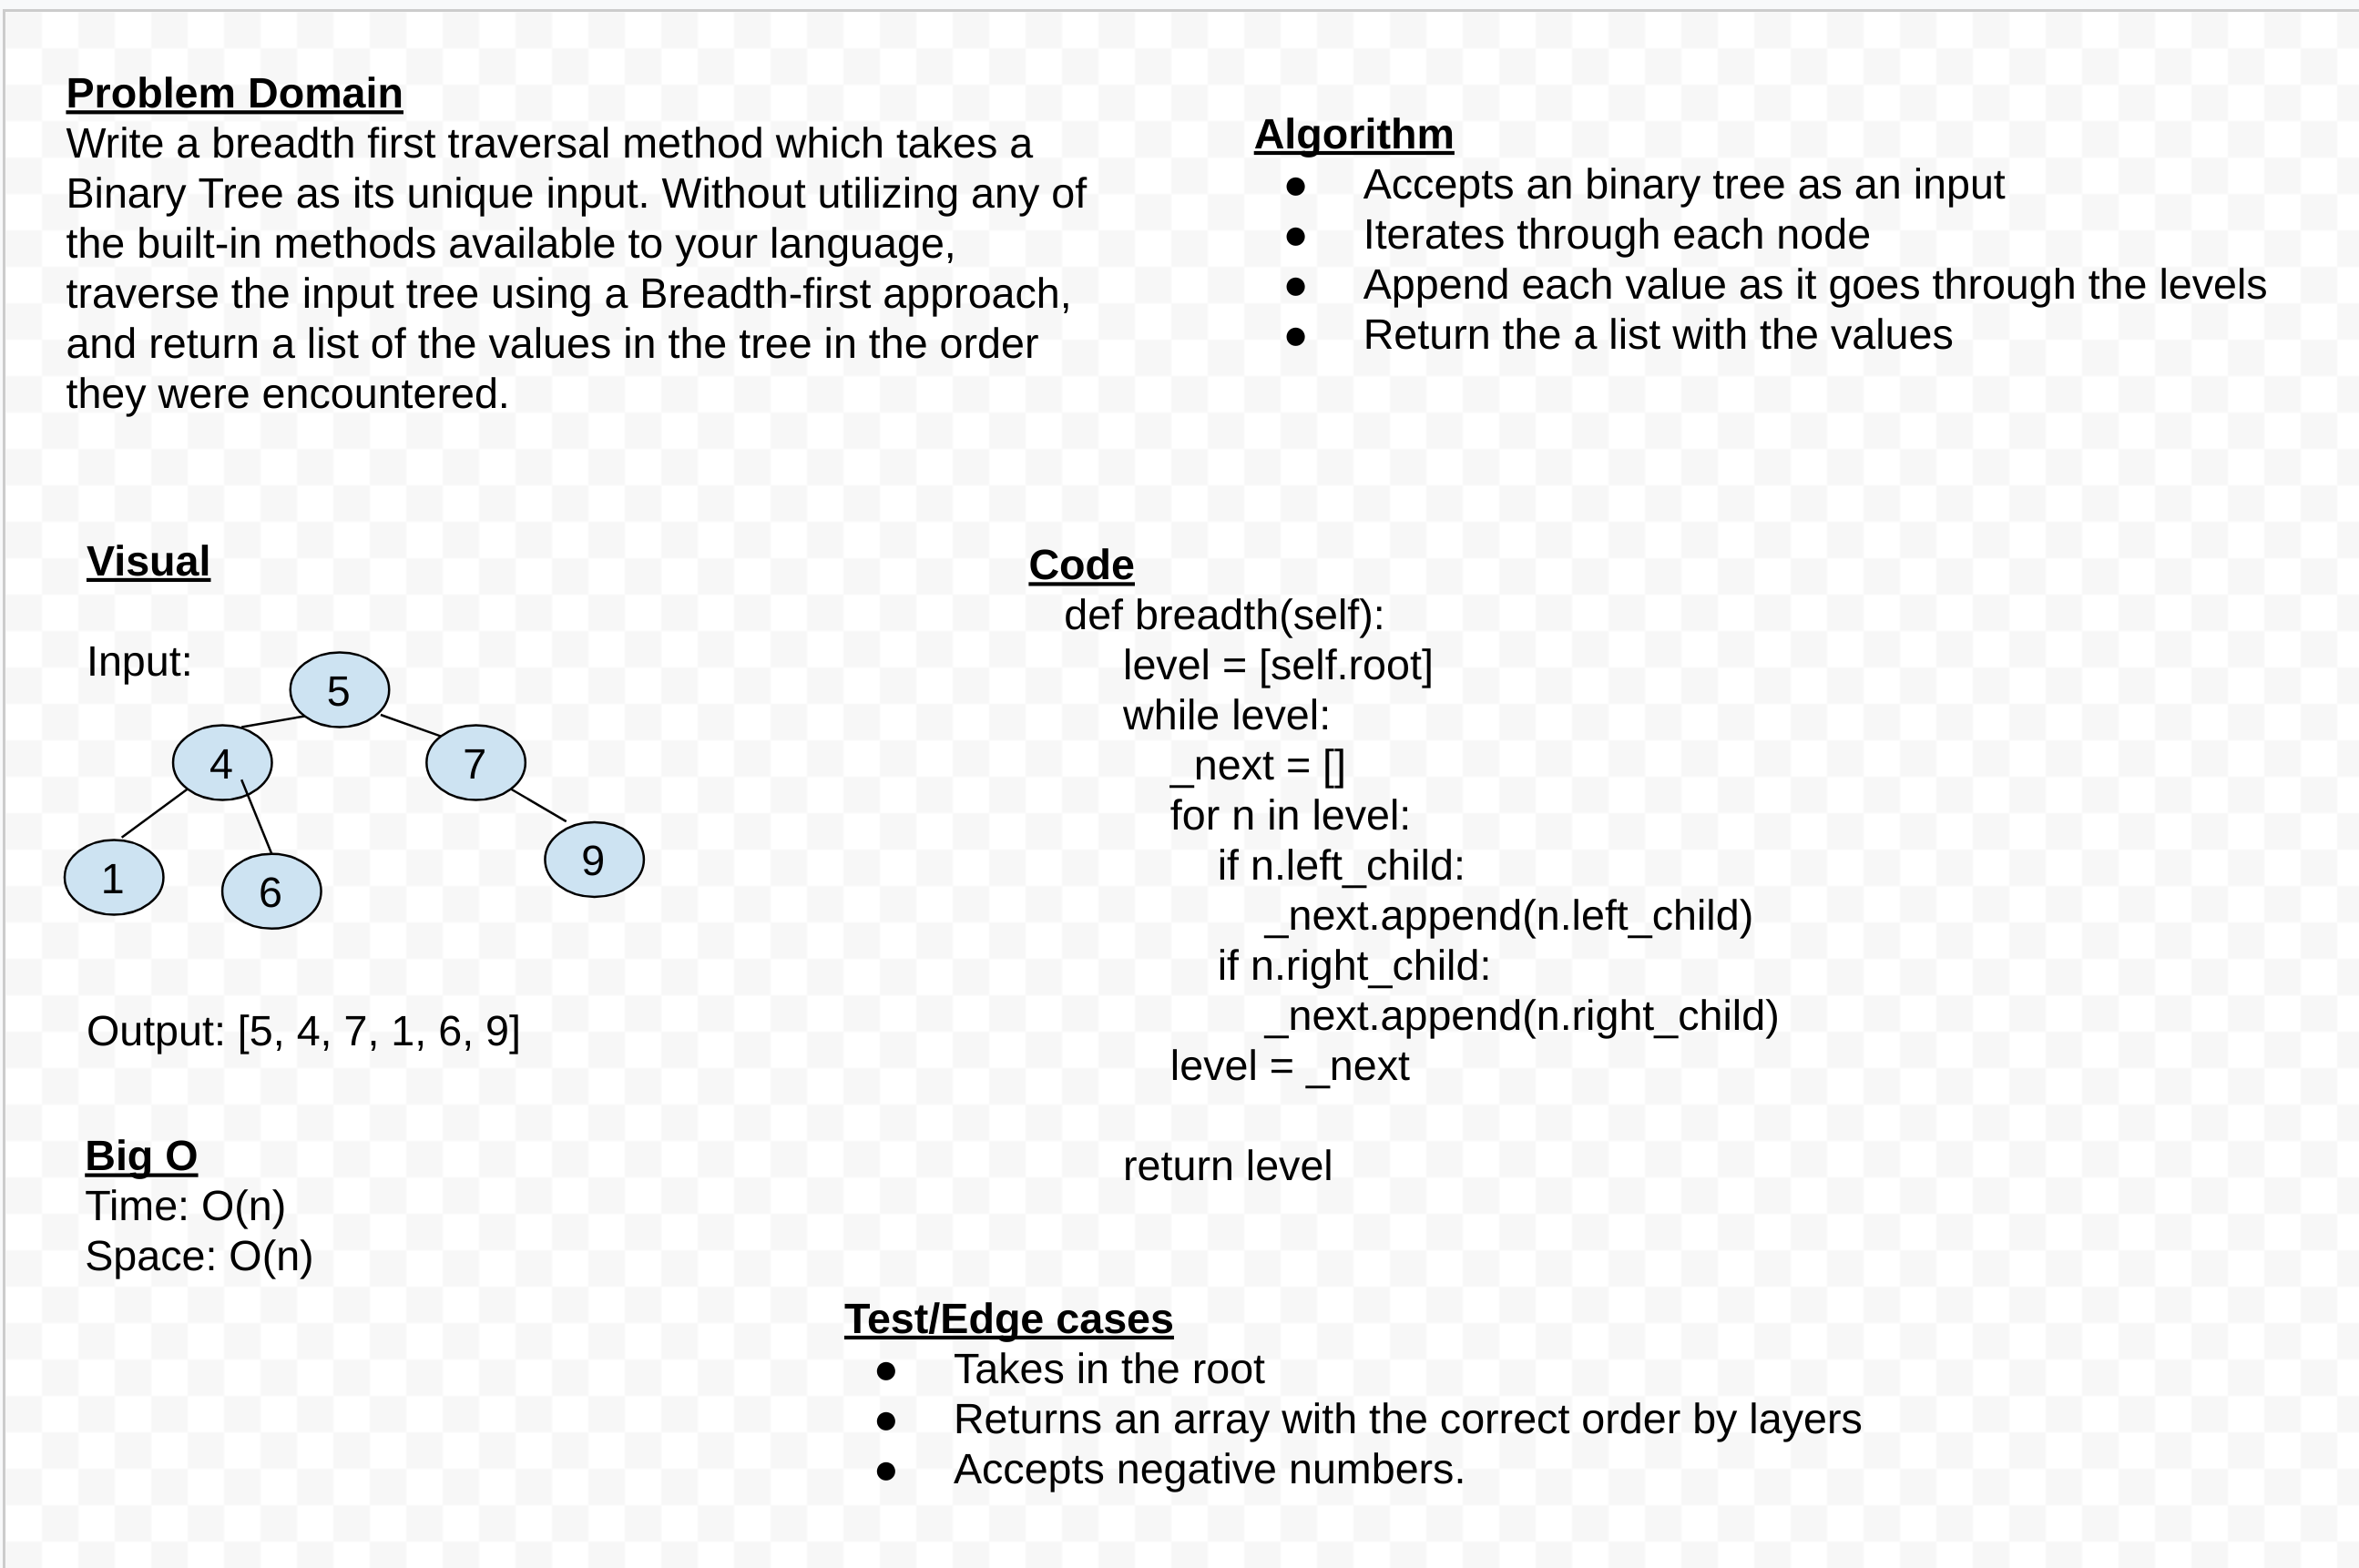 Problem Domain
Write a breadth first traversal method which takes a
Binary Tree as its unique input. Without utilizing any of
the built-in methods available to your language,
traverse the input tree using a Breadth-first approach,
and return a list of the values in the tree in the order
they were encountered.
Algorithm
● Accepts an binary tree as an input
● Iterates through each node
● Append each value as it goes through the levels
● Return the a list with the values
Visual
Input:
5
4
7
1
6
9
Output: [5, 4, 7, 1, 6, 9]
Big O
Time: O(n)
Space: O(n)
Code
def breadth(self):
level = [self.root]
while level:
_next = []
for n in level:
if n.left_child:
_next.append(n.left_child)
if n.right_child:
_next.append(n.right_child)
level = _next
return level
Test/Edge cases
● Takes in the root
● Returns an array with the correct order by layers
● Accepts negative numbers.